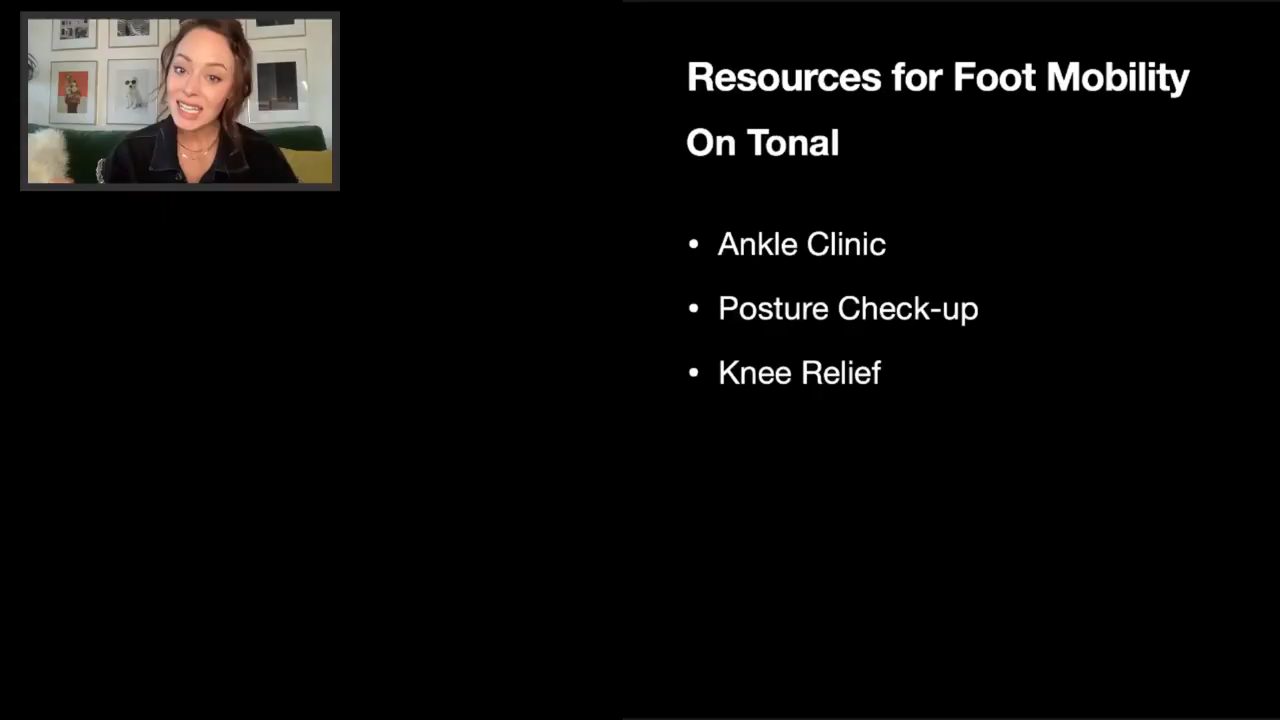 Resources for Foot Mobility
On Tonal
• Ankle Clinic
• Posture Check-up
• Knee Relief